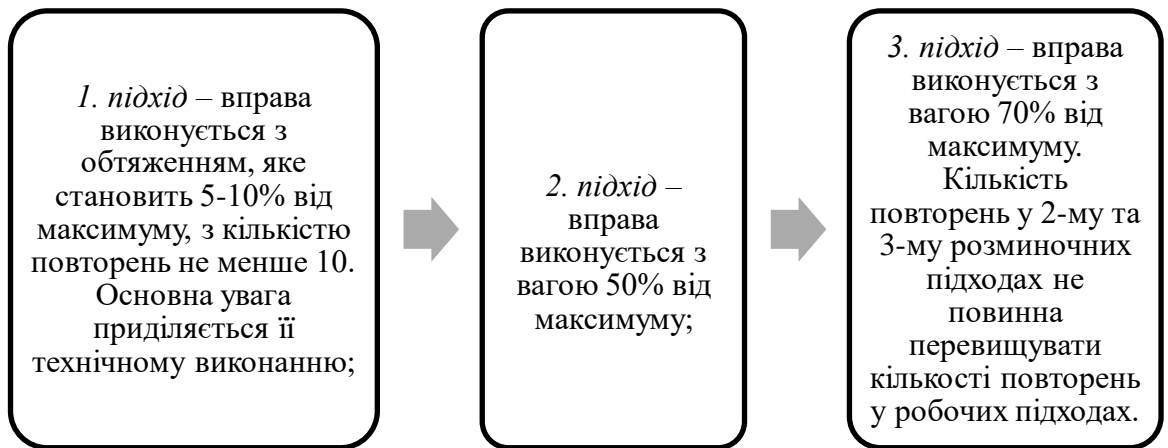 1. підхід – вправа
виконується з
обтяженням, яке
становить 5-10% від
максимуму, з кількістю
повторень не менше 10.
Основна увага
приділяється її
технічному виконанню;
2. підхід –
вправа
виконується з
вагою 50% від
максимуму;
3. підхід – вправа
виконується з
вагою 70% від
максимуму.
Кількість
повторень у 2-му та
3-му розминочних
підходах не
повинна
перевищувати
кількості повторень
у робочих підходах.